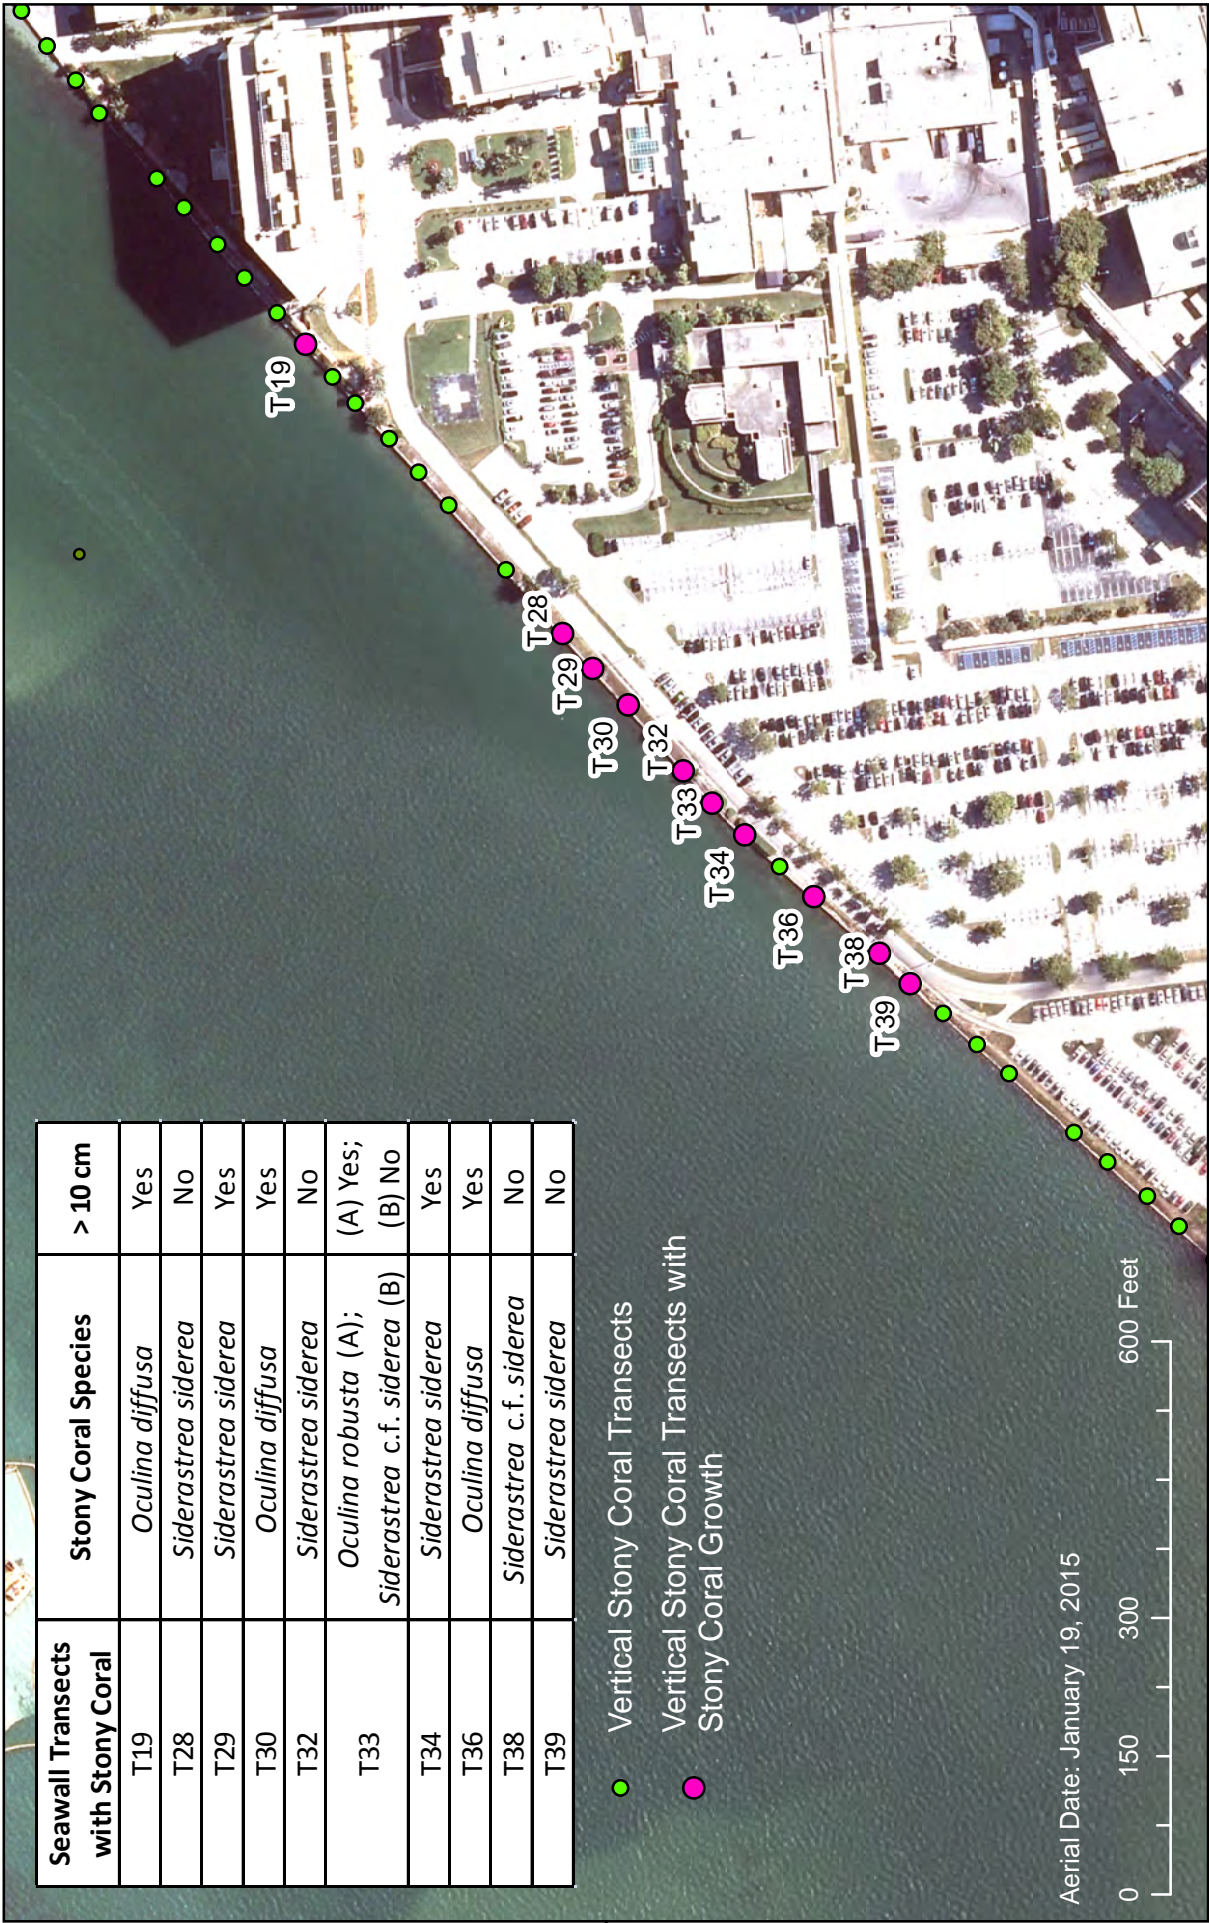 Seawall Transects
with Stony Coral
Stony Coral Species
> 10 cm
T19
Oculina diffusa
Yes
T28
Siderastrea siderea
No
T29
Siderastrea siderea
Yes
T30
Oculina diffusa
Yes
T32
Siderastrea siderea
No
T33
Oculina robusta (A);
Siderastrea c.f. siderea (B)
(A) Yes;
(B) No
T34
Siderastrea siderea
Yes
T36
Oculina diffusa
Yes
T38
Siderastrea c.f. siderea
No
T39
Siderastrea siderea
No
Vertical Stony Coral Transects
Vertical Stony Coral Transects with
Stony Coral Growth
Aerial Date: January 19, 2015
0 150 300 600 Feet
T19
T28
T29
T30
T32
T33
T34
T36
T38
T39